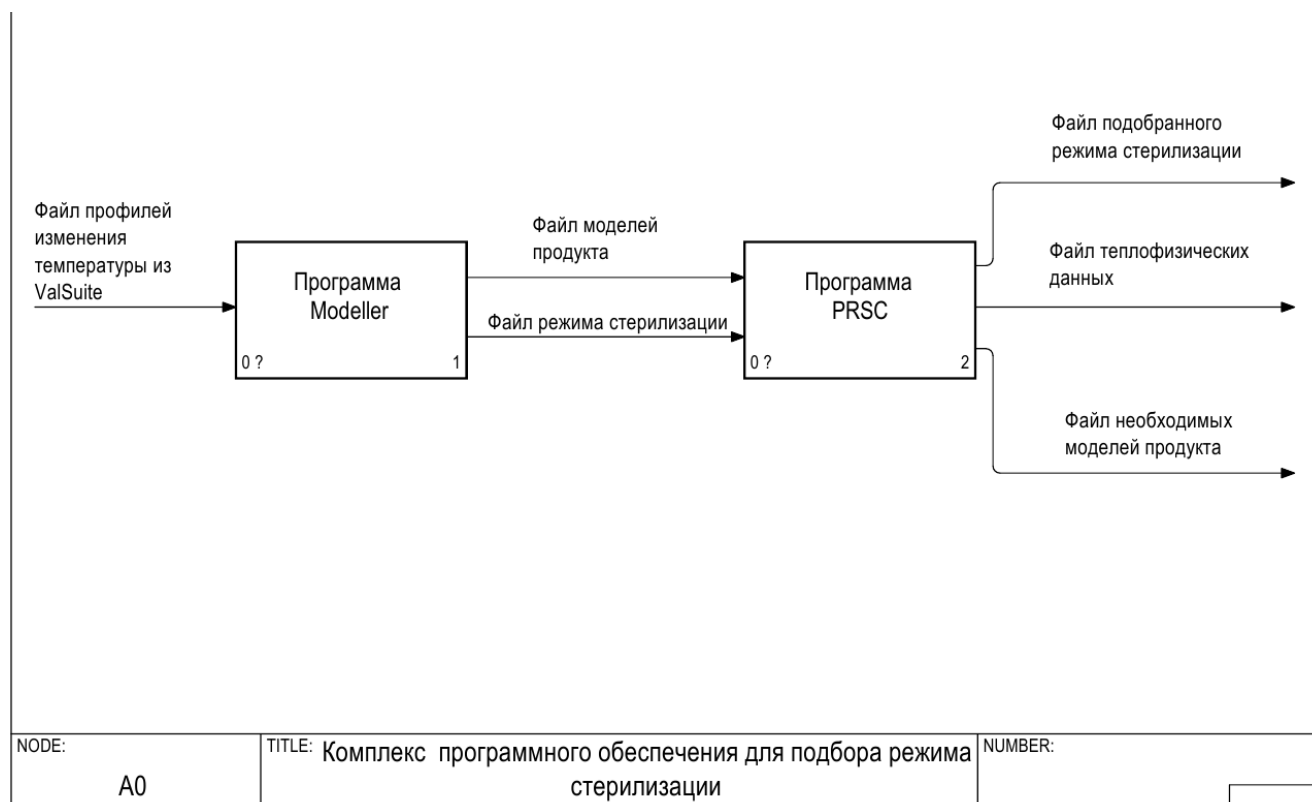 Файл подобранного
режима стерилизации
Файл профилей
изменения
температуры из
ValSuite
Файл моделей
продукта
Файл теплофизических
данных
Программа
Modeller
0 ?
1
Файл режима стерилизации
Программа
PRSC
0 ?
2
Файл необходимых
моделей продукта
NODE:
A0
TITLE:
Комплекс программного обеспечения для подбора режима
стерилизации
NUMBER: